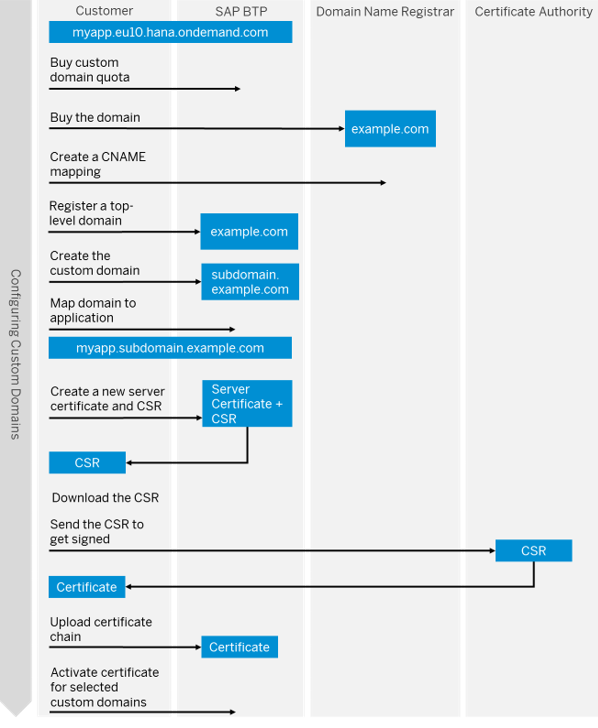 Customer
SAP BTP
Domain Name Registrar
Certificate Authority
myapp.eu10.hana.ondemand.com
Buy custom
domain quota
Buy the domain
example.com
Create a CNAME
mapping
Register a top-
level domain
example.com
Create the
custom domain
subdomain.
example.com
Map domain to
application
myapp.subdomain.example.com
Create a new server
certificate and CSR
Server
Certificate +
CSR
CSR
Download the CSR
Send the CSR to
get signed
CSR
Certificate
Upload certificate
chain
Certificate
Activate certificate
for selected
custom domains
Configuring Custom Domains